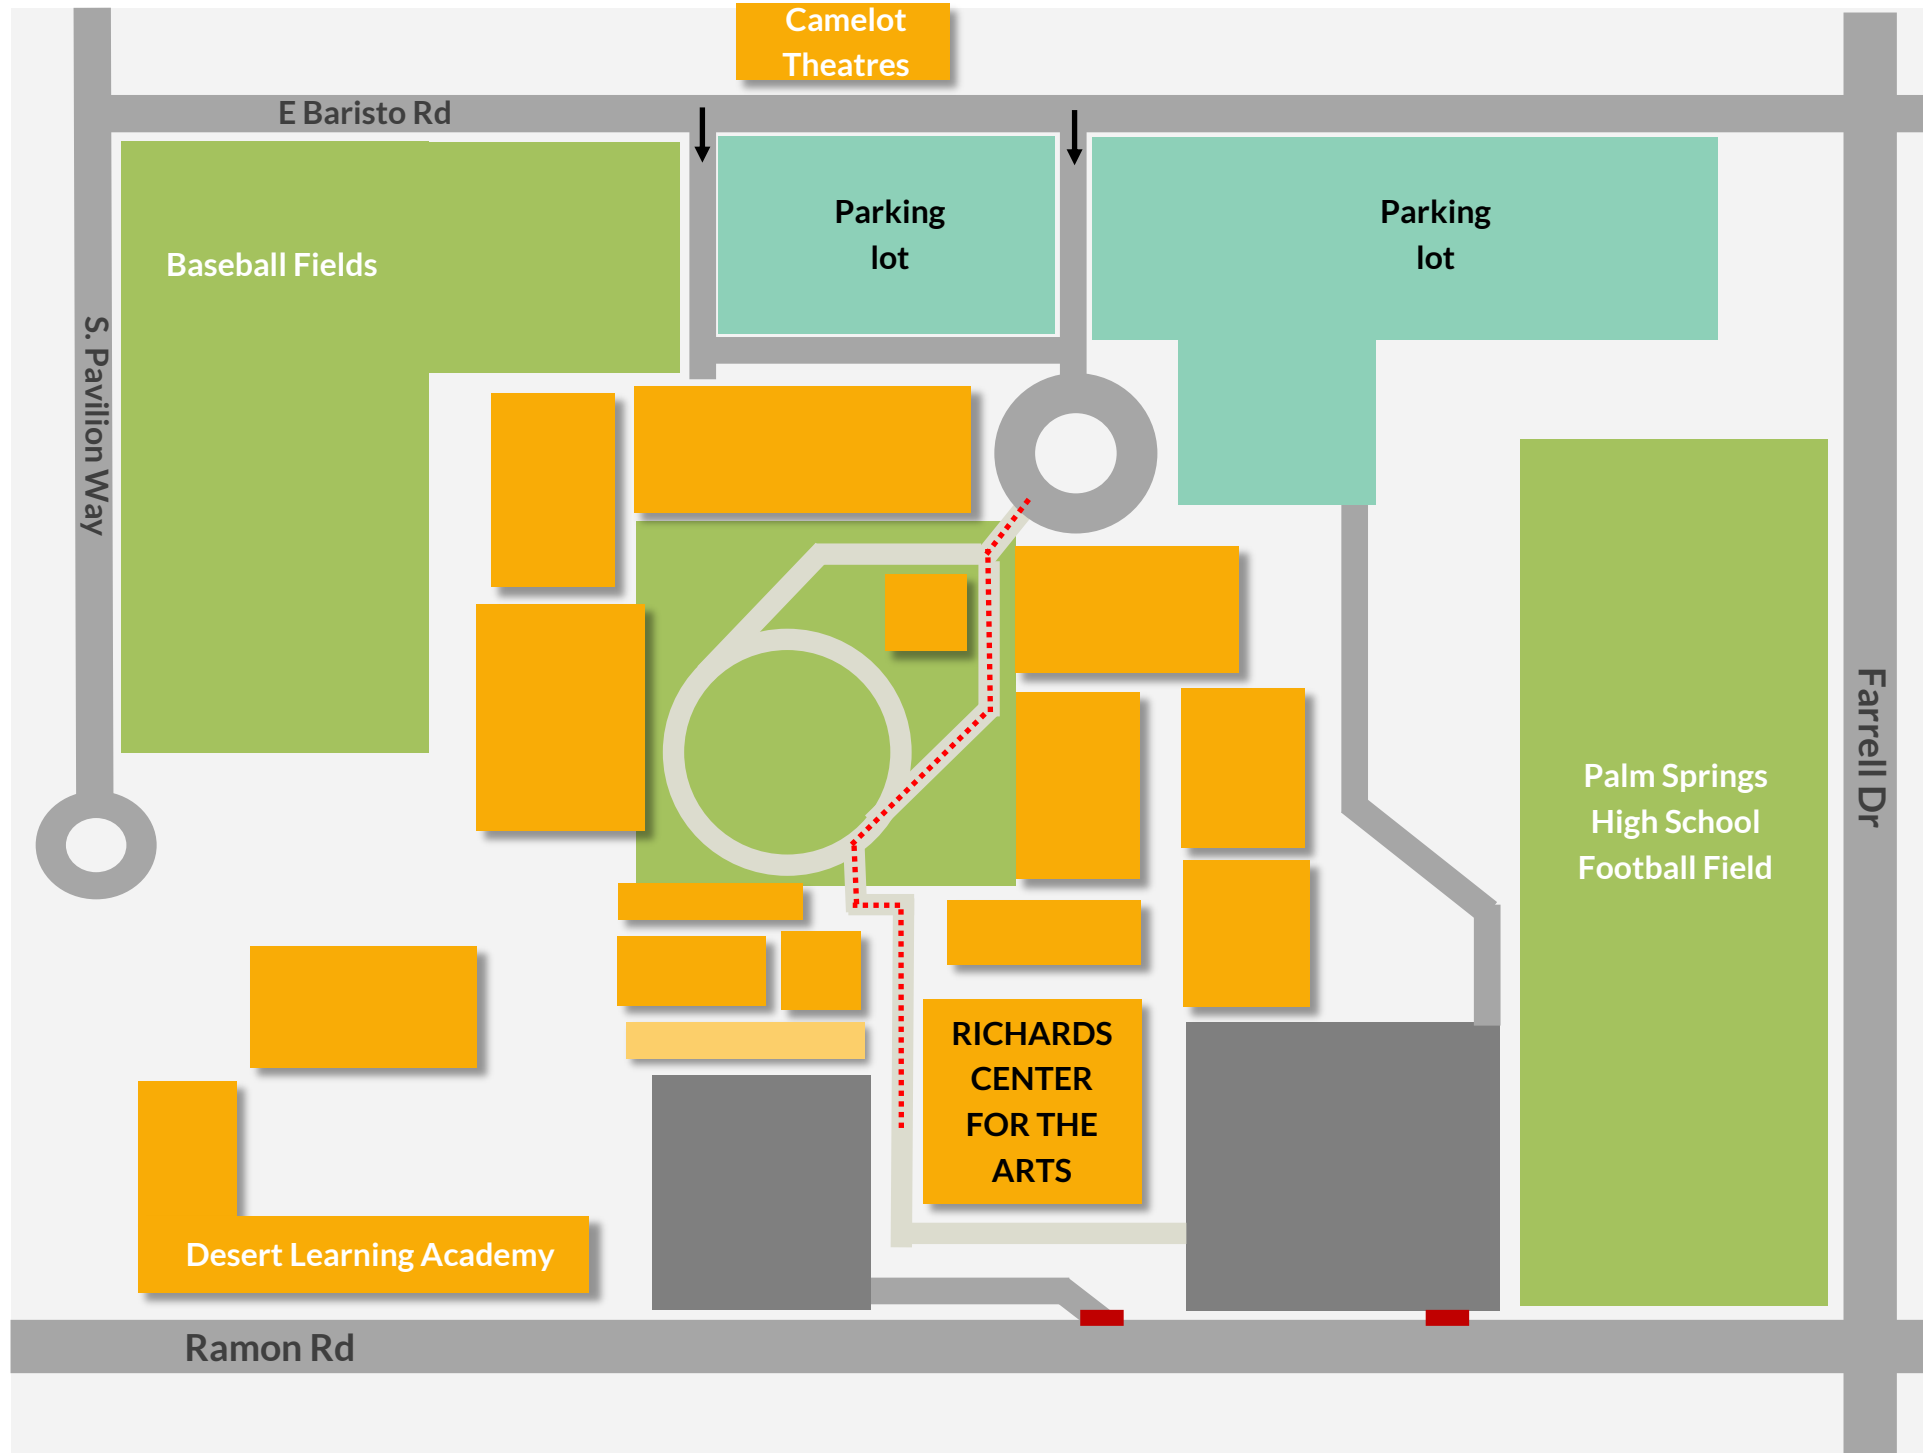 Camelot
Theatres
E Baristo Rd
Parking
lot
Parking
lot
Baseball Fields
S. Pavilion Way
Farrell Dr
Palm Springs
High School
Football Field
RICHARDS
CENTER
FOR THE
ARTS
Desert Learning Academy
Ramon Rd